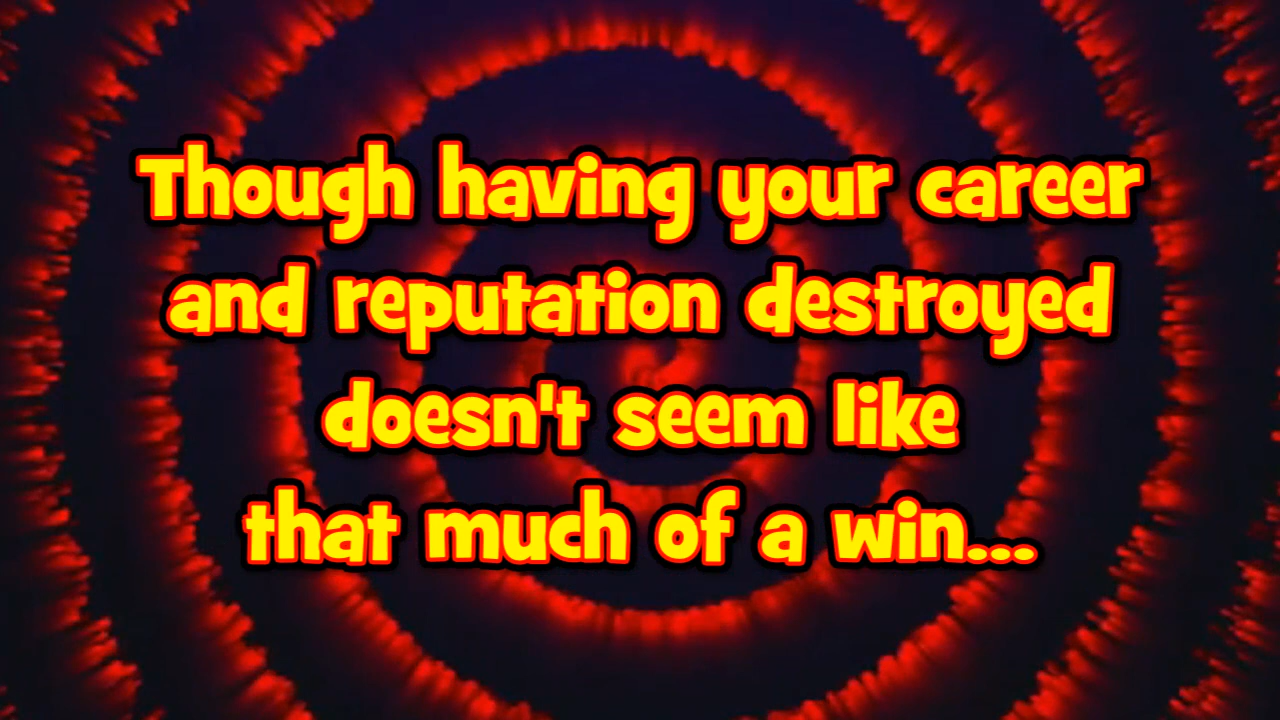 Though having your career
and reputation destroyed
doesn't seem like
that much of a win...